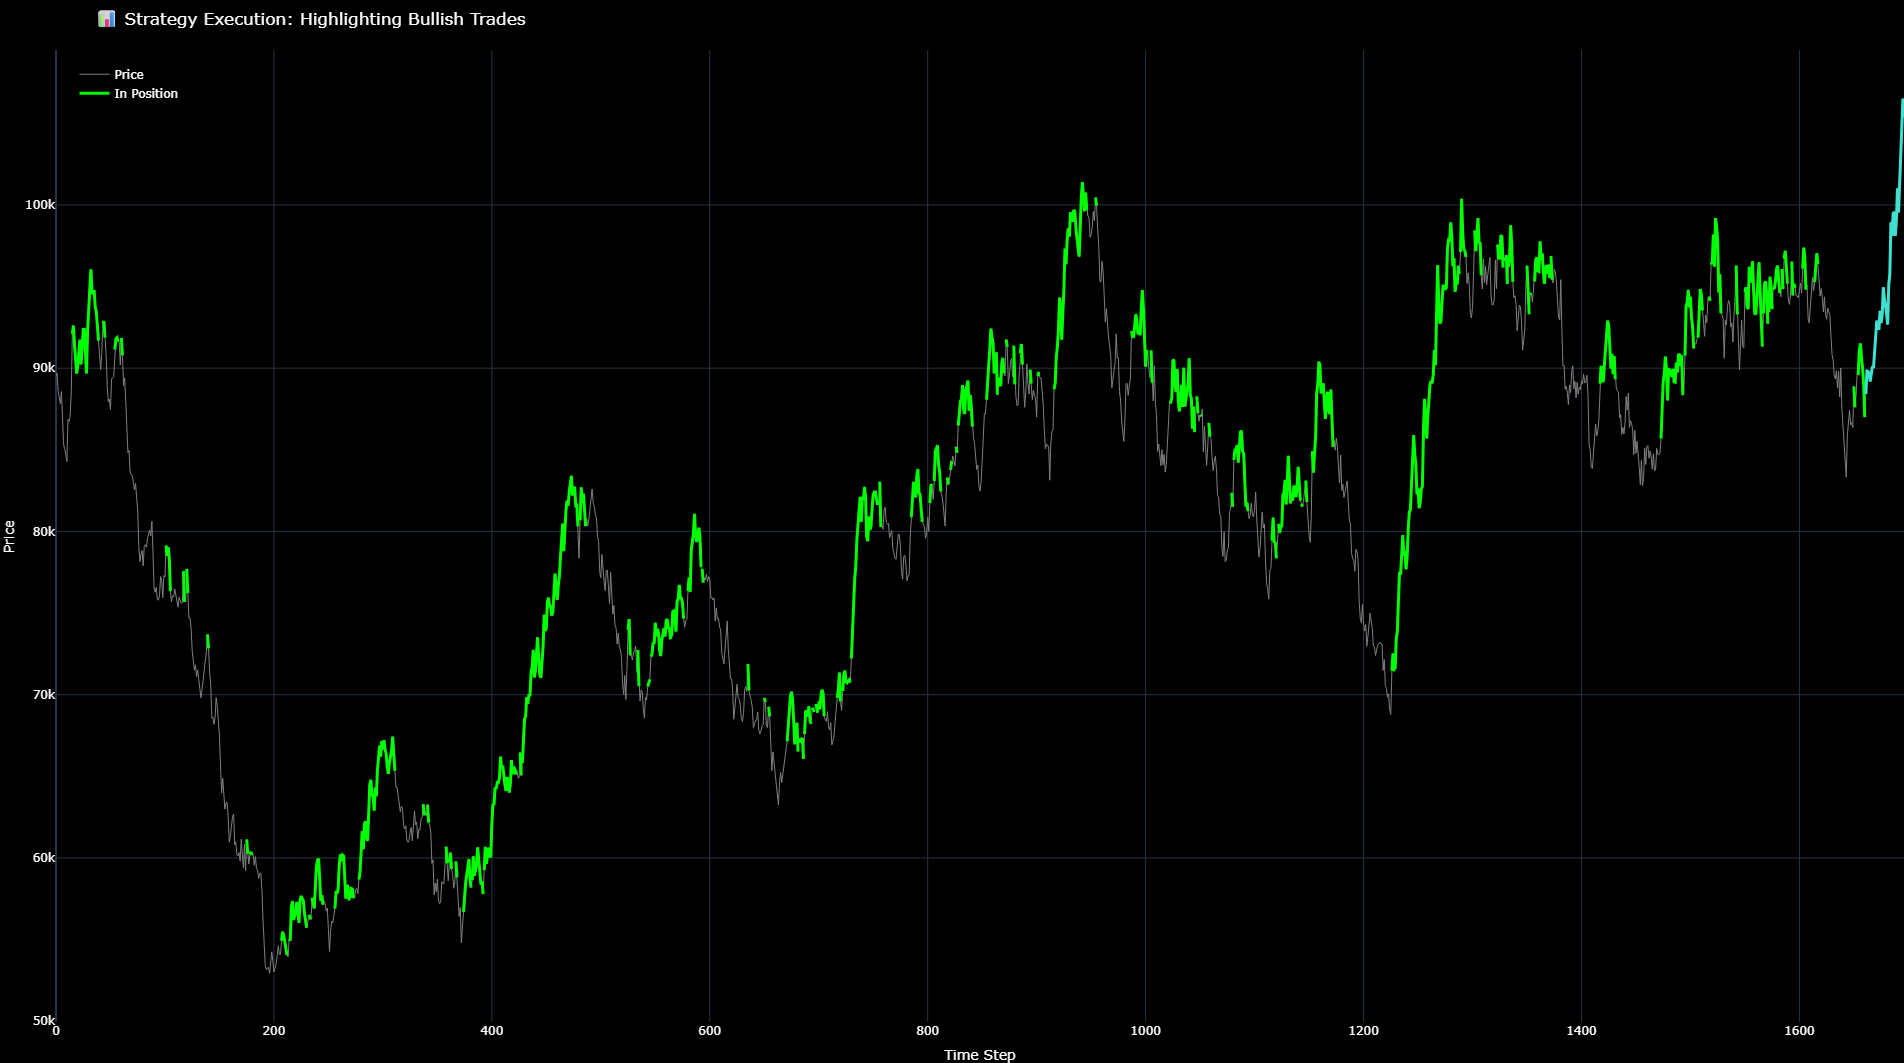 📊 Strategy Execution: Highlighting Bullish Trades
Price
In Position
100k
90k
80k
70k
60k
50k
Price
0 200 400 600 800 1000 1200 1400 1600
Time Step